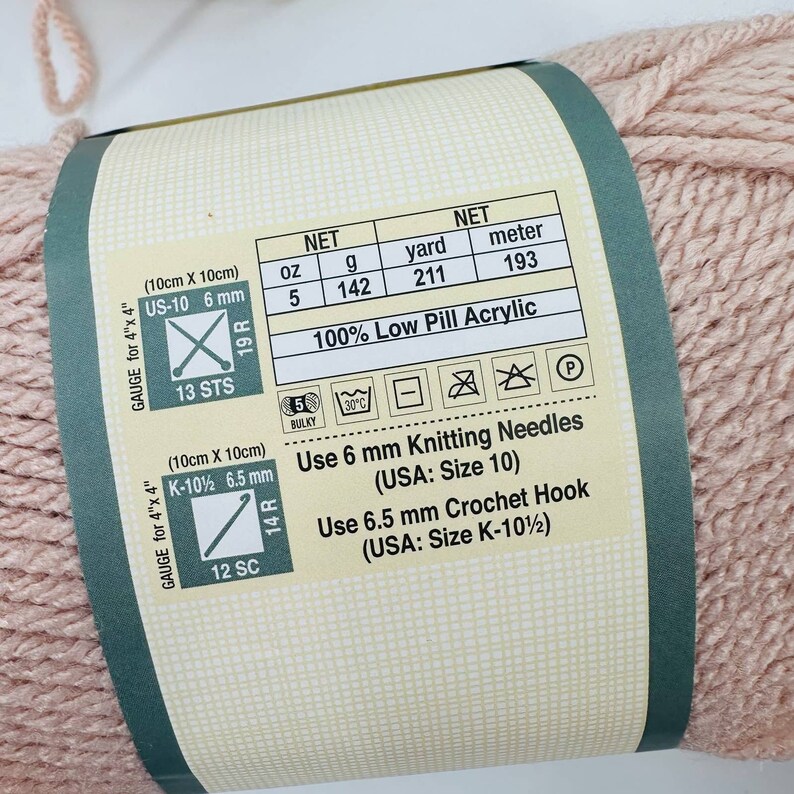 NET NET
oz g yard meter
5 142 211 193
100% Low Pill Acrylic
(10cm X 10cm)
US-10 6 mm
GAUGE for 4"x 4"
19 R
13 STS
5
BULKY
30°C
P
Use 6 mm Knitting Needles
(USA: Size 10)
(10cm X 10cm)
K-10½ 6.5 mm
GAUGE for 4"x 4"
14 R
12 SC
Use 6.5 mm Crochet Hook
(USA: Size K-10½)